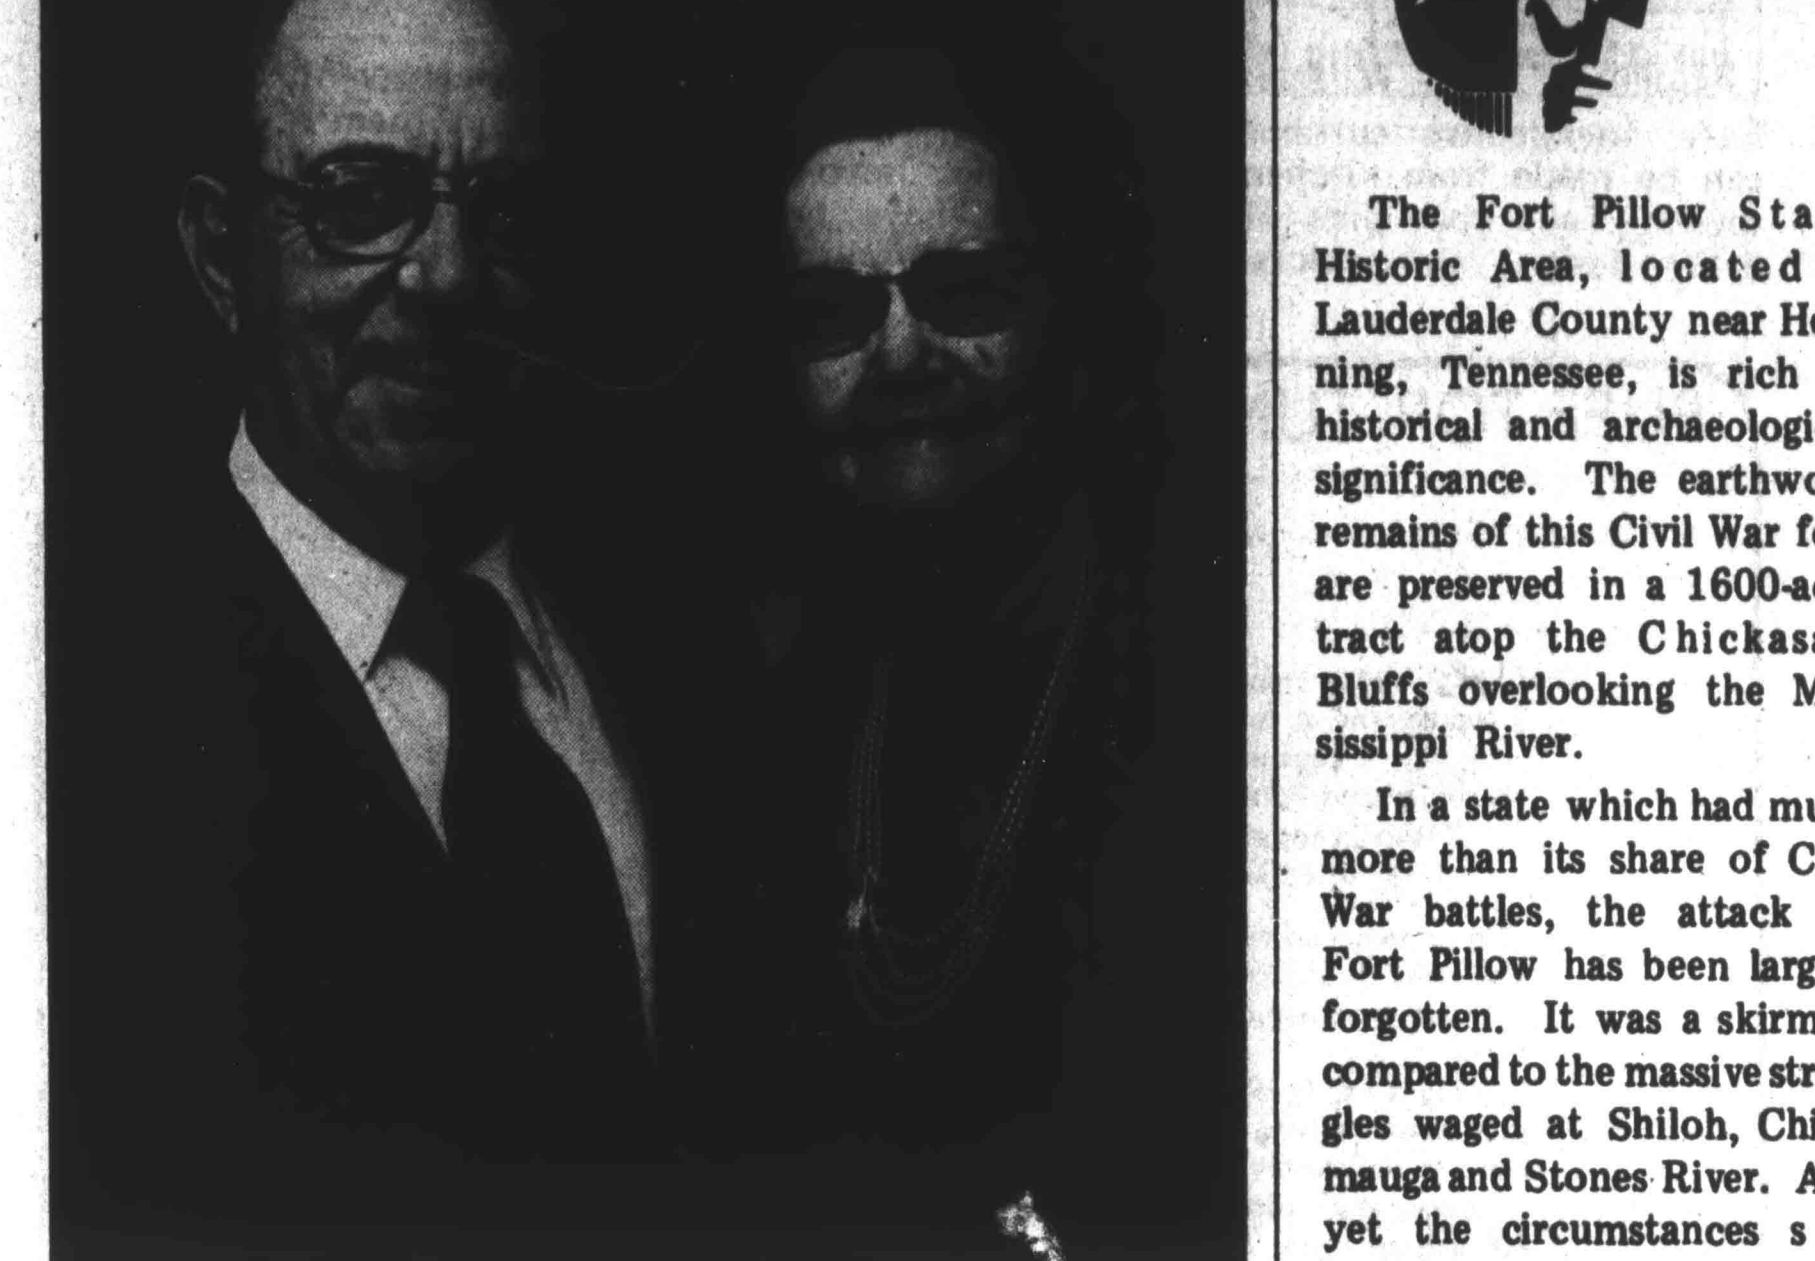 The Fort Pillow Sta
Historic Area, located
Lauderdale County near He
ning, Tennessee, is rich
historical and archaeologi
significance. The earthwo
remains of this Civil War fo
are preserved in a 1600-ac
tract atop the Chickasa
Bluffs overlooking the M
sissippi River.
In a state which had mu
more than its share of C
War battles, the attack
Fort Pillow has been larg
forgotten. It was a skirm
compared to the massive str
gles waged at Shiloh, Chi
mauga and Stones River. A
yet the circumstances s